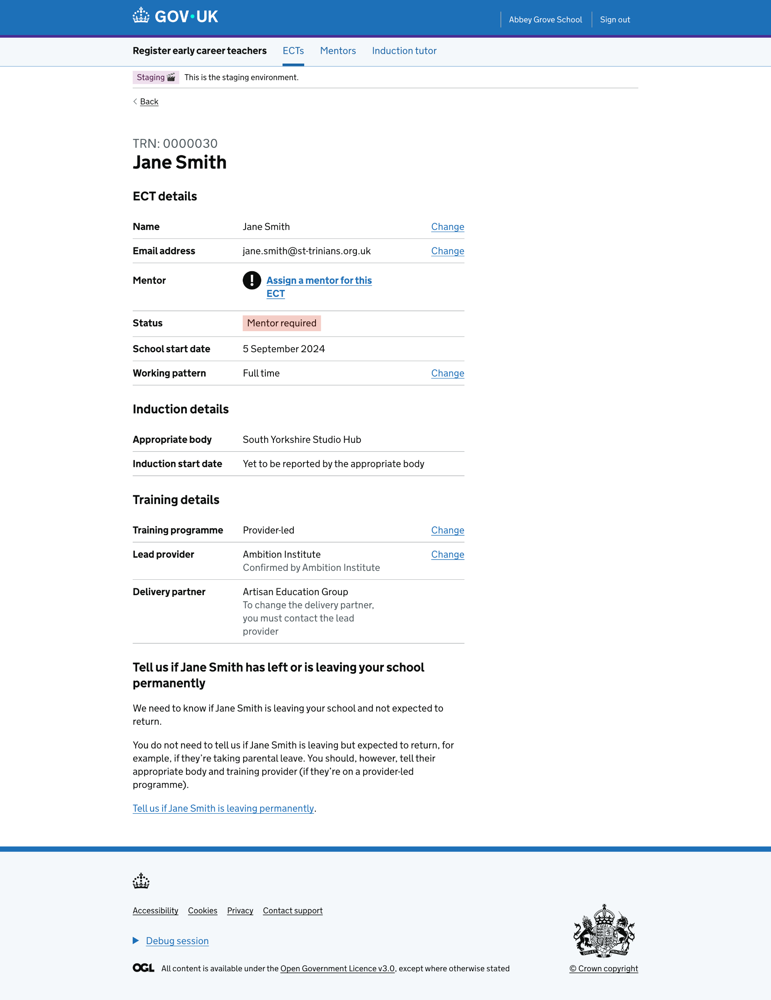 GOV·UK
Abbey Grove School
Sign out
Register early career teachers
ECTs
Mentors
Induction tutor
Staging 🎬 This is the staging environment.
Back
TRN: 0000030
Jane Smith
ECT details
Name Jane Smith Change
Email address jane.smith@st-trinians.org.uk Change
Mentor ! Assign a mentor for this
ECT
Status Mentor required
School start date 5 September 2024
Working pattern Full time Change
Induction details
Appropriate body South Yorkshire Studio Hub
Induction start date Yet to be reported by the appropriate body
Training details
Training programme Provider-led Change
Lead provider Ambition Institute Change
Confirmed by Ambition Institute
Delivery partner Artisan Education Group
To change the delivery partner,
you must contact the lead
provider
Tell us if Jane Smith has left or is leaving your school
permanently
We need to know if Jane Smith is leaving your school and not expected to
return.
You do not need to tell us if Jane Smith is leaving but expected to return, for
example, if they’re taking parental leave. You should, however, tell their
appropriate body and training provider (if they’re on a provider-led
programme).
Tell us if Jane Smith is leaving permanently.
Accessibility Cookies Privacy Contact support
Debug session
OGL All content is available under the Open Government Licence v3.0, except where otherwise stated
DIEU ET MON DROIT
© Crown copyright